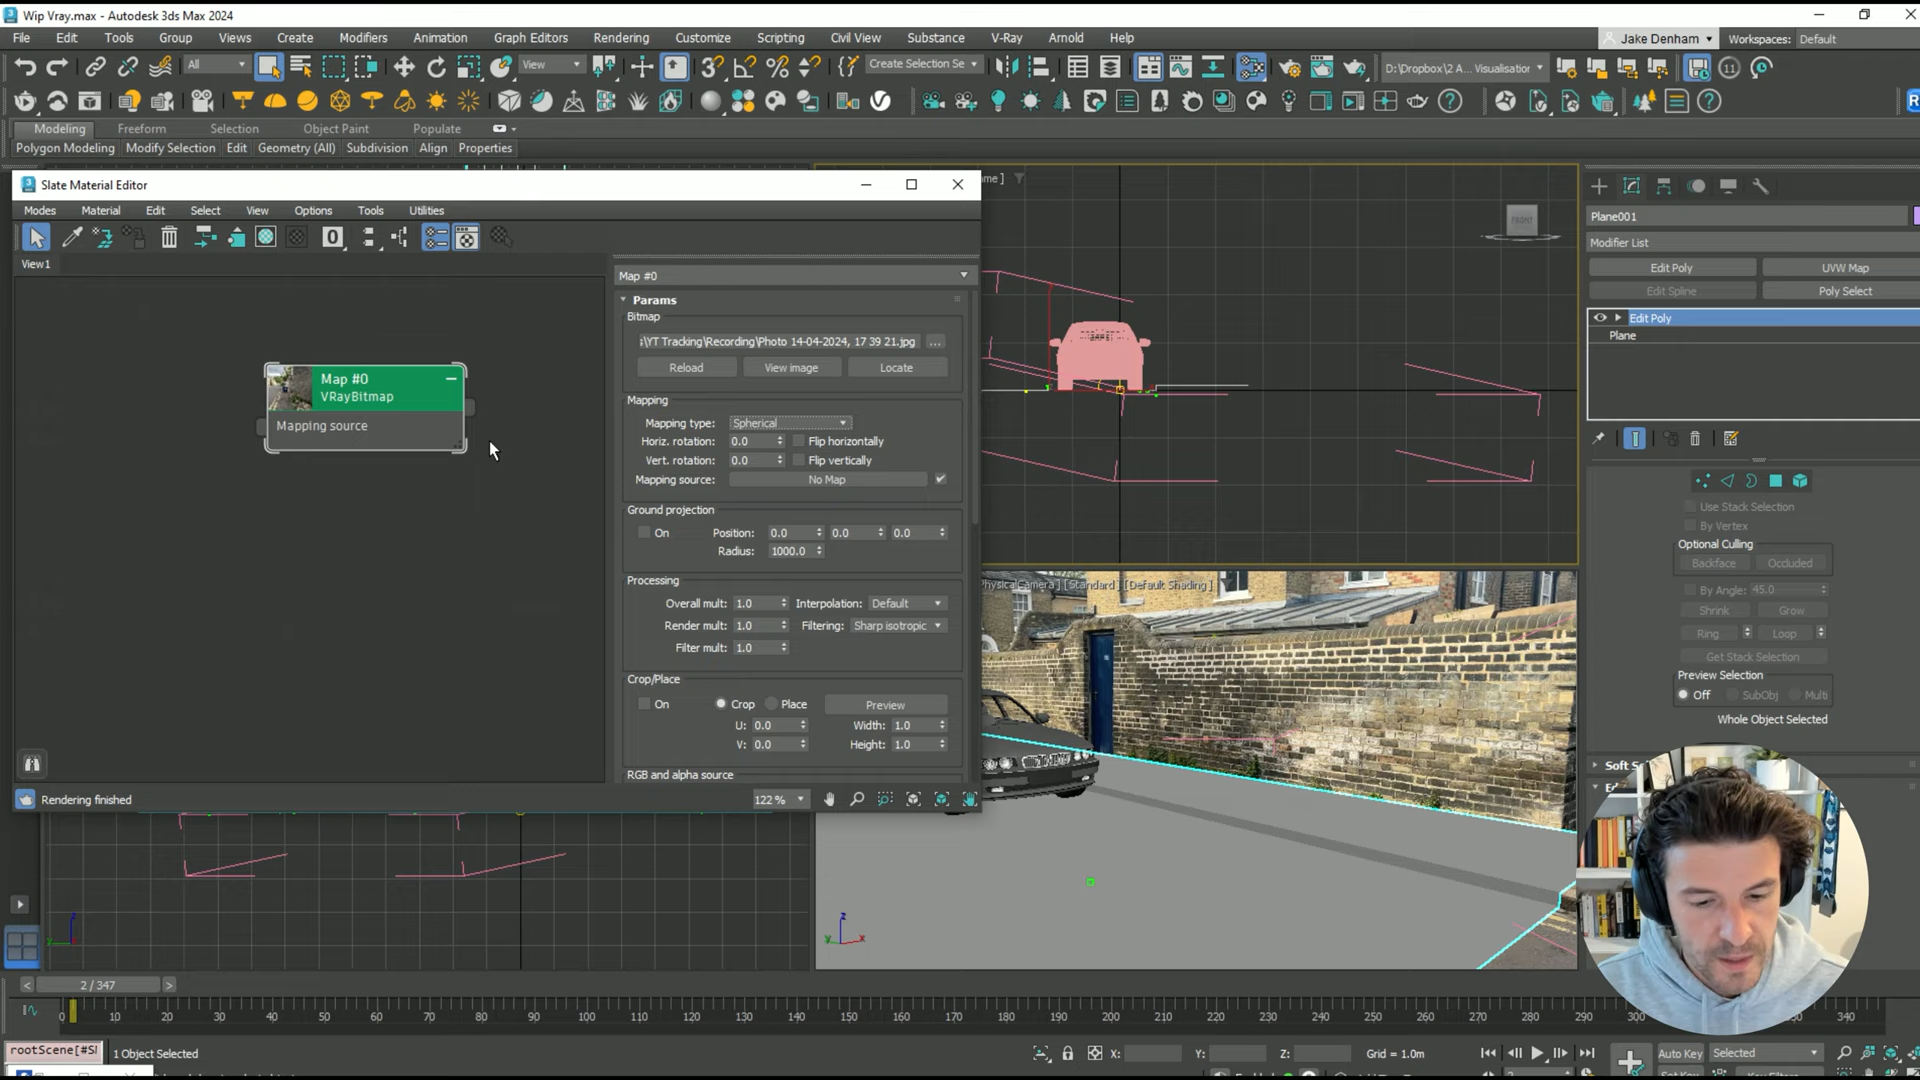 Wip Vray.max - Autodesk 3ds Max 2024
File Edit Tools Group Views Create Modifiers Animation Graph Editors Rendering Customize Scripting Civil View Substance V-Ray Arnold Help
Jake Denham Workspaces: Default
All View Create Selection Se D:\Dropbox\2 A... Visualisation 11
Modeling Freeform Selection Object Paint Populate
Polygon Modeling Modify Selection Edit Geometry (All) Subdivision Align Properties
Slate Material Editor
Modes Material Edit Select View Options Tools Utilities
View1
Map #0
VRayBitmap
Mapping source
Map #0
Params
Bitmap
:\YT Tracking\Recording\Photo 14-04-2024, 17 39 21.jpg ...
Reload View image Locate
Mapping
Mapping type: Spherical
Horiz. rotation: 0.0 Flip horizontally
Vert. rotation: 0.0 Flip vertically
Mapping source: No Map
Ground projection
On Position: 0.0 0.0 0.0
Radius: 1000.0
Processing
Overall mult: 1.0 Interpolation: Default
Render mult: 1.0 Filtering: Sharp isotropic
Filter mult: 1.0
Crop/Place
On Crop Place Preview
U: 0.0 Width: 1.0
V: 0.0 Height: 1.0
RGB and alpha source
Rendering finished 122 %
me ]
FRONT
PhysicalCamera ] [ Standard ] [ Default Shading ]
Plane001
Modifier List
Edit Poly UVW Map
Edit Spline Poly Select
Edit Poly
Plane
Use Stack Selection
By Vertex
Optional Culling
Backface Occluded
By Angle: 45.0
Shrink Grow
Ring Loop
Get Stack Selection
Preview Selection
Off SubObj Multi
Whole Object Selected
Soft S
z
y
z
y x
2 / 347
0 10 20 30 40 50 60 70 80 90 100 110 120 130 140 150 160 170 180 190 200 210 220 230 240 250 260 270 280 290 300 310 320 330 340
rootScene[#SI 1 Object Selected X: Y: Z: Grid = 1.0m Auto Key Selected